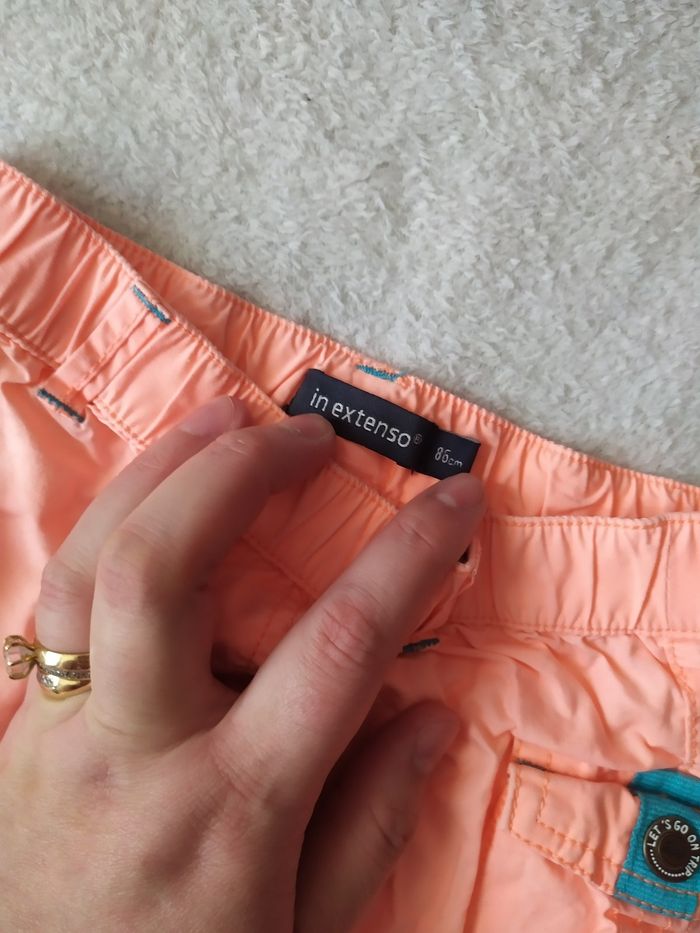 in extenso®
86cm
LET'S GO ON TRIP